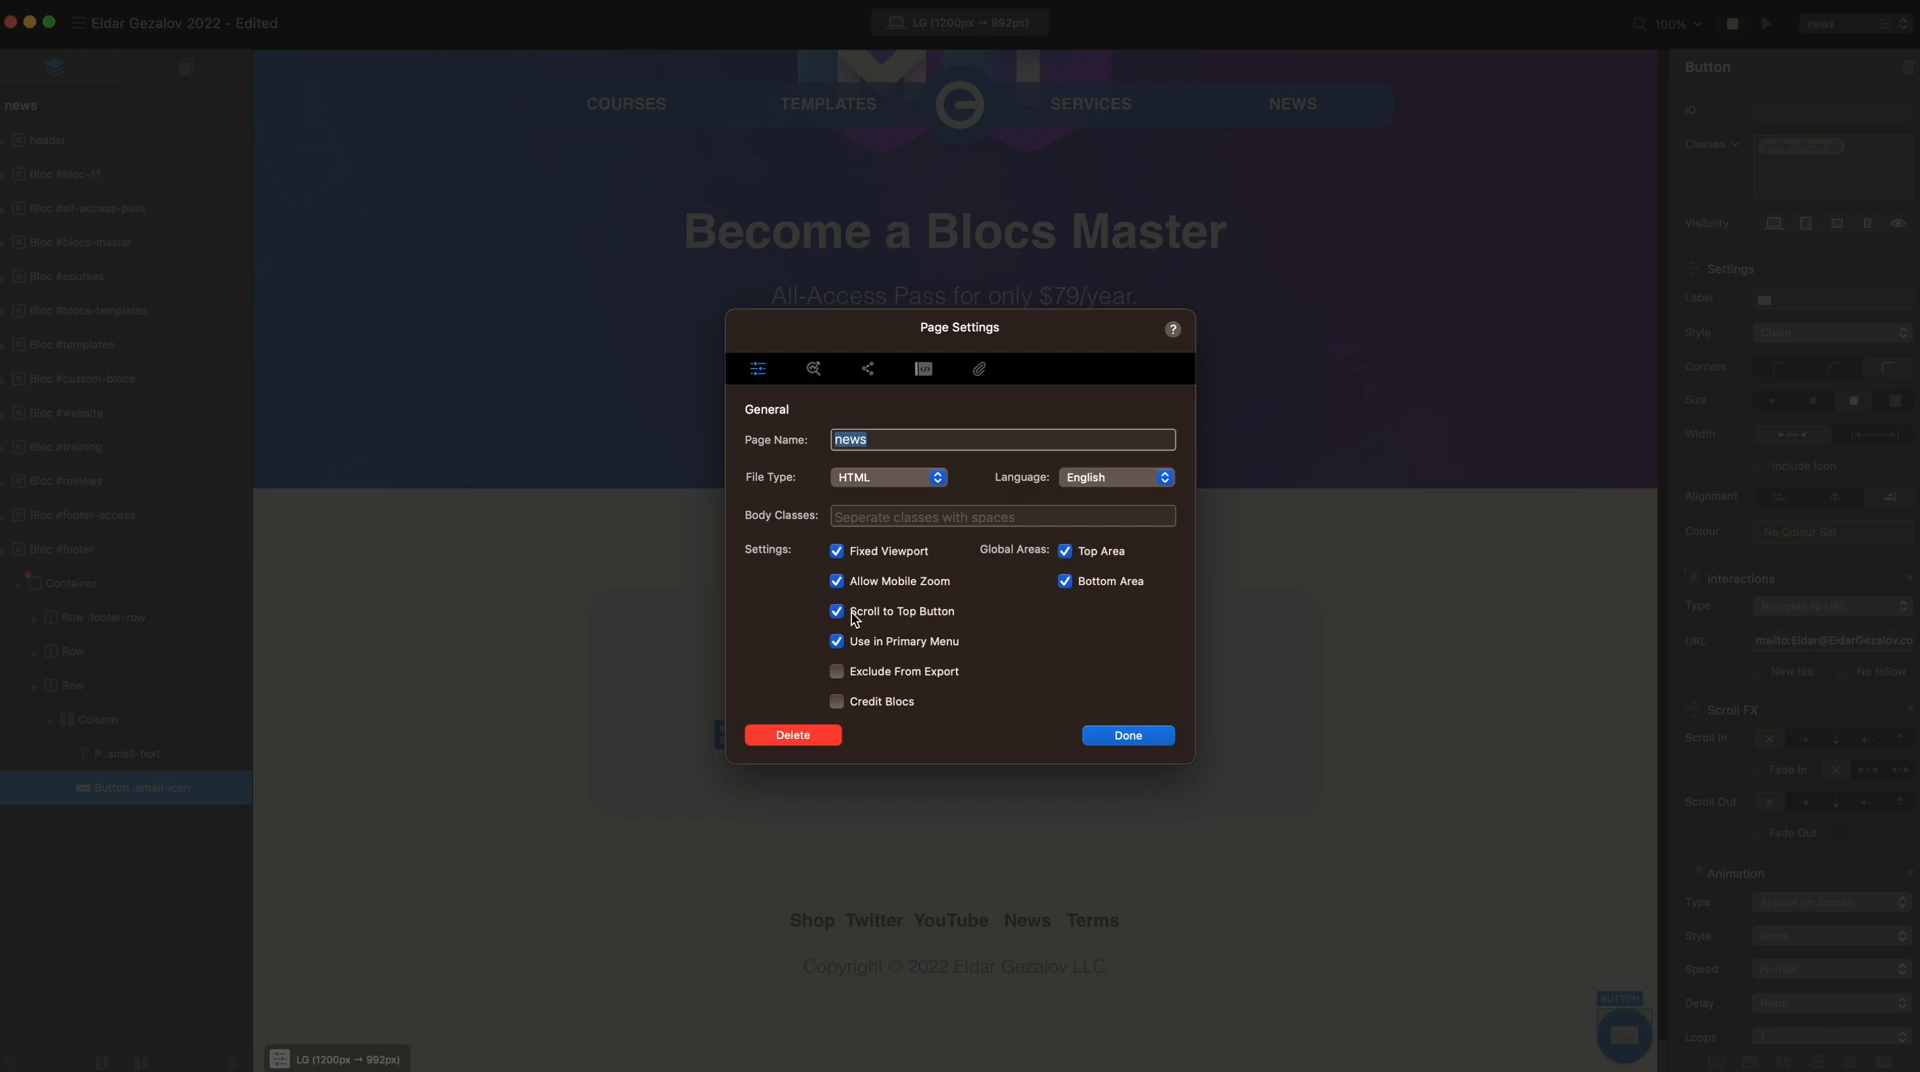 Eldar Gezalov 2022 - Edited
LG (1200px → 992px)
100%
news
news
header
Bloc #bloc-11
Bloc #all-access-pass
Bloc #blocs-master
Bloc #courses
Bloc #blocs-templates
Bloc #templates
Bloc #custom-blocs
Bloc #website
Bloc #training
Bloc #reviews
Bloc #footer-access
Bloc #footer
Container
Row .footer-row
Row
Row
Column
P .small-text
Button .email-icon
COURSES
TEMPLATES
SERVICES
NEWS
Become a Blocs Master
All-Access Pass for only $79/year.
Page Settings
?
General
Page Name:
news
File Type:
HTML
Language:
English
Body Classes:
Seperate classes with spaces
Settings:
Fixed Viewport
Global Areas:
Top Area
Allow Mobile Zoom
Bottom Area
Scroll to Top Button
Use in Primary Menu
Exclude From Export
Credit Blocs
Delete
Done
Shop Twitter YouTube News Terms
Copyright © 2022 Eldar Gezalov LLC
BUTTON
LG (1200px → 992px)
Button
ID
Classes
email-icon
Visibility
Settings
Label
Style
Clean
Corners
Size
Width
Include Icon
Alignment
Colour
No Colour Set
Interactions
Type
Navigate to URL
URL
mailto:Eldar@EldarGezalov.co
New tab
No follow
Scroll FX
Scroll In
Fade In
Scroll Out
Fade Out
Animation
Type
Appear on Screen
Style
None
Speed
Normal
Delay
None
Loops
1